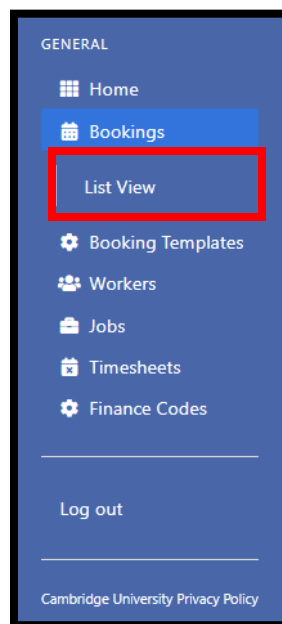 GENERAL
Home
Bookings
List View
Booking Templates
Workers
Jobs
Timesheets
Finance Codes
Log out
Cambridge University Privacy Policy